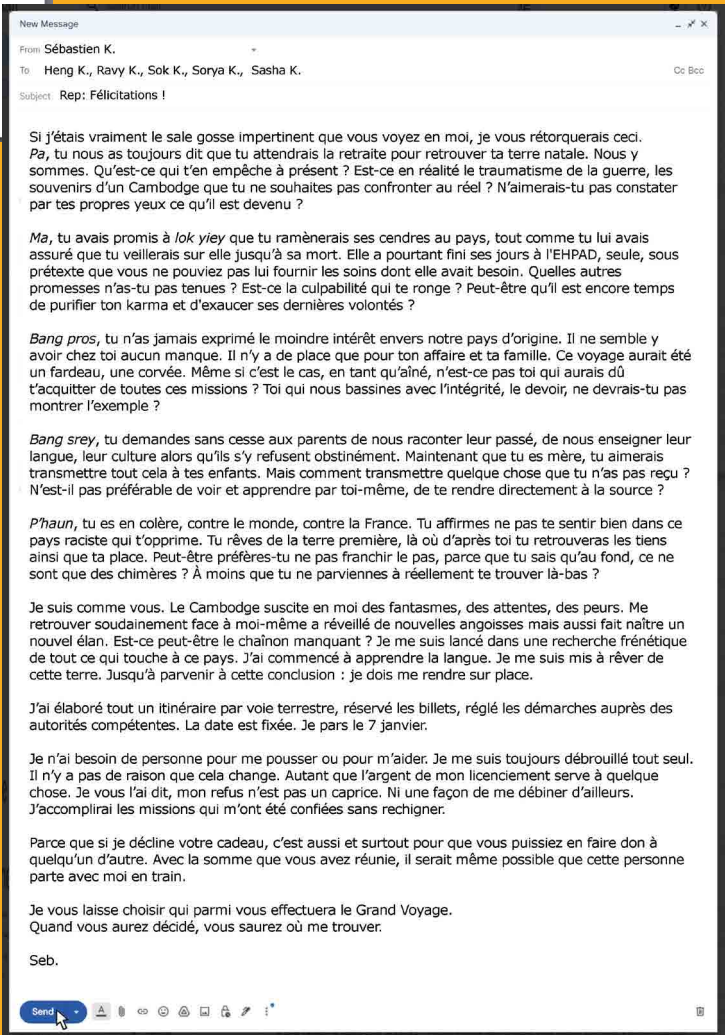 New Message
From Sébastien K.
To Heng K., Ravy K., Sok K., Sorya K., Sasha K.
Cc Bcc
Subject Rep: Félicitations !
Si j’étais vraiment le sale gosse impertinent que vous voyez en moi, je vous rétorquerais ceci.
Pa, tu nous as toujours dit que tu attendrais la retraite pour retrouver ta terre natale. Nous y
sommes. Qu’est-ce qui t’en empêche à présent ? Est-ce en réalité le traumatisme de la guerre, les
souvenirs d’un Cambodge que tu ne souhaites pas confronter au réel ? N’aimerais-tu pas constater
par tes propres yeux ce qu’il est devenu ?
Ma, tu avais promis à lok yiey que tu ramènerais ses cendres au pays, tout comme tu lui avais
assuré que tu veillerais sur elle jusqu’à sa mort. Elle a pourtant fini ses jours à l'EHPAD, seule, sous
prétexte que vous ne pouviez pas lui fournir les soins dont elle avait besoin. Quelles autres
promesses n’as-tu pas tenues ? Est-ce la culpabilité qui te ronge ? Peut-être qu’il est encore temps
de purifier ton karma et d'exaucer ses dernières volontés ?
Bang pros, tu n’as jamais exprimé le moindre intérêt envers notre pays d’origine. Il ne semble y
avoir chez toi aucun manque. Il n’y a de place que pour ton affaire et ta famille. Ce voyage aurait été
un fardeau, une corvée. Même si c’est le cas, en tant qu’aîné, n’est-ce pas toi qui aurais dû
t’acquitter de toutes ces missions ? Toi qui nous bassines avec l’intégrité, le devoir, ne devrais-tu pas
montrer l’exemple ?
Bang srey, tu demandes sans cesse aux parents de nous raconter leur passé, de nous enseigner leur
langue, leur culture alors qu’ils s’y refusent obstinément. Maintenant que tu es mère, tu aimerais
transmettre tout cela à tes enfants. Mais comment transmettre quelque chose que tu n’as pas reçu ?
N’est-il pas préférable de voir et apprendre par toi-même, de te rendre directement à la source ?
P’haun, tu es en colère, contre le monde, contre la France. Tu affirmes ne pas te sentir bien dans ce
pays raciste qui t’opprime. Tu rêves de la terre première, là où d’après toi tu retrouveras les tiens
ainsi que ta place. Peut-être préfères-tu ne pas franchir le pas, parce que tu sais qu’au fond, ce ne
sont que des chimères ? À moins que tu ne parviennes à réellement te trouver là-bas ?
Je suis comme vous. Le Cambodge suscite en moi des fantasmes, des attentes, des peurs. Me
retrouver soudainement face à moi-même a réveillé de nouvelles angoisses mais aussi fait naître un
nouvel élan. Est-ce peut-être le chaînon manquant ? Je me suis lancé dans une recherche frénétique
de tout ce qui touche à ce pays. J’ai commencé à apprendre la langue. Je me suis mis à rêver de
cette terre. Jusqu’à parvenir à cette conclusion : je dois me rendre sur place.
J’ai élaboré tout un itinéraire par voie terrestre, réservé les billets, réglé les démarches auprès des
autorités compétentes. La date est fixée. Je pars le 7 janvier.
Je n’ai besoin de personne pour me pousser ou pour m’aider. Je me suis toujours débrouillé tout seul.
Il n’y a pas de raison que cela change. Autant que l’argent de mon licenciement serve à quelque
chose. Je vous l’ai dit, mon refus n’est pas un caprice. Ni une façon de me débiner d’ailleurs.
J’accomplirai les missions qui m’ont été confiées sans rechigner.
Parce que si je décline votre cadeau, c’est aussi et surtout pour que vous puissiez en faire don à
quelqu’un d’autre. Avec la somme que vous avez réunie, il serait même possible que cette personne
parte avec moi en train.
Je vous laisse choisir qui parmi vous effectuera le Grand Voyage.
Quand vous aurez décidé, vous saurez où me trouver.
Seb.
Send